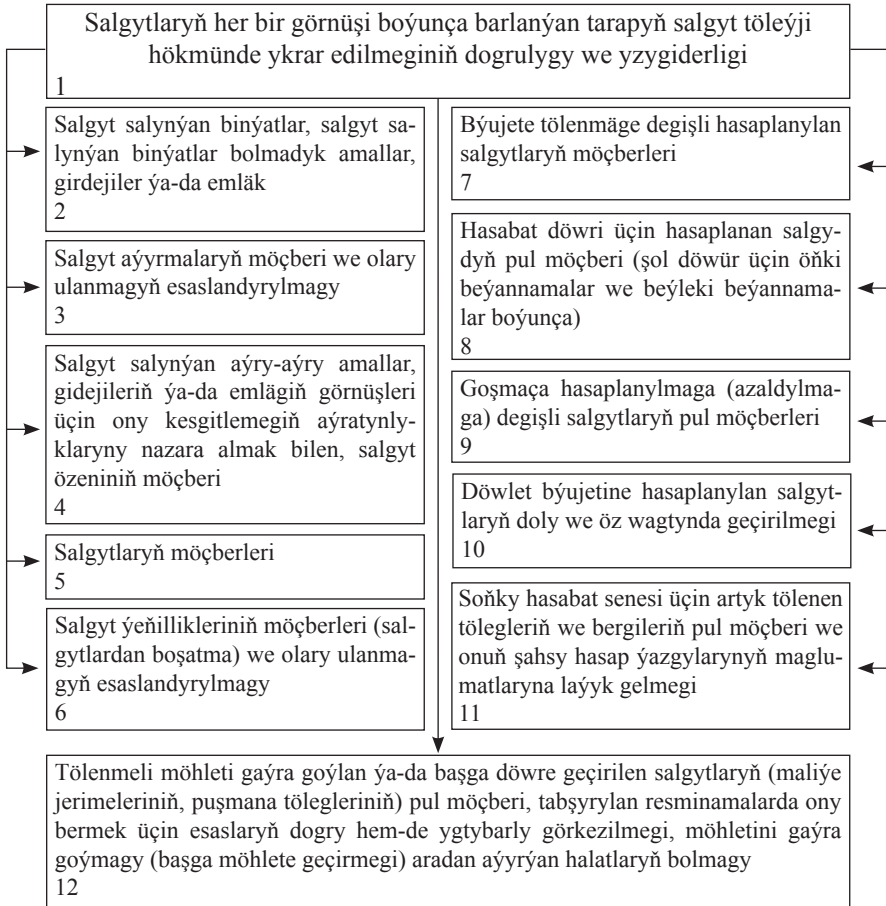 Salgytlaryň her bir görnüşi boýunça barlanýan tarapyň salgyt töleýji
hökmünde ykrar edilmeginiň dogrulygy we yzygiderligi
1
Salgyt salynýan binýatlar, salgyt sa-
lynýan binýatlar bolmadyk amallar,
girdejiler ýa-da emläk
2
Salgyt aýyrmalaryň möçberi we olary
ulanmagyň esaslandyrylmagy
3
Salgyt salynýan aýry-aýry amallar,
gidejileriň ýa-da emlägiň görnüşleri
üçin ony kesgitlemegiň aýratynly-
klaryny nazara almak bilen, salgyt
özeniniň möçberi
4
Salgytlaryň möçberleri
5
Salgyt ýeňillikleriniň möçberleri (sal-
gytlardan boşatma) we olary ulanma-
gyň esaslandyrylmagy
6
Býujete tölenmäge degişli hasaplanylan
salgytlaryň möçberleri
7
Hasabat döwri üçin hasaplanan salgy-
dyň pul möçberi (şol döwür üçin öňki
beýannamalar we beýleki beýannama-
lar boýunça)
8
Goşmaça hasaplanylmaga (azaldylma-
ga) degişli salgytlaryň pul möçberleri
9
Döwlet býujetine hasaplanylan salgyt-
laryň doly we öz wagtynda geçirilmegi
10
Soňky hasabat senesi üçin artyk tölenen
tölegleriň we bergileriň pul möçberi we
onuň şahsy hasap ýazgylarynyň maglu-
matlaryna laýyk gelmegi
11
Tölenmeli möhleti gaýra goýlan ýa-da başga döwre geçirilen salgytlaryň (maliýe
jerimeleriniň, puşmana tölegleriniň) pul möçberi, tabşyrylan resminamalarda ony
bermek üçin esaslaryň dogry hem-de ygtybarly görkezilmegi, möhletini gaýra
goýmagy (başga möhlete geçirmegi) aradan aýyrýan halatlaryň bolmagy
12